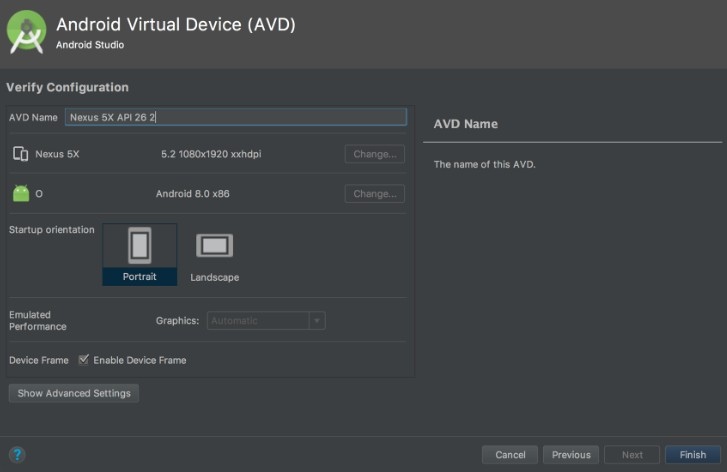 Android Virtual Device (AVD)
Android Studio
Verify Configuration
AVD Name Nexus 5X API 26 2
AVD Name
The name of this AVD.
Nexus 5X 5.2 1080x1920 xxhdpi Change...
O Android 8.0 x86 Change...
Startup orientation
Portrait Landscape
Emulated
Performance
Graphics: Automatic
Device Frame Enable Device Frame
Show Advanced Settings
? Cancel Previous Next Finish